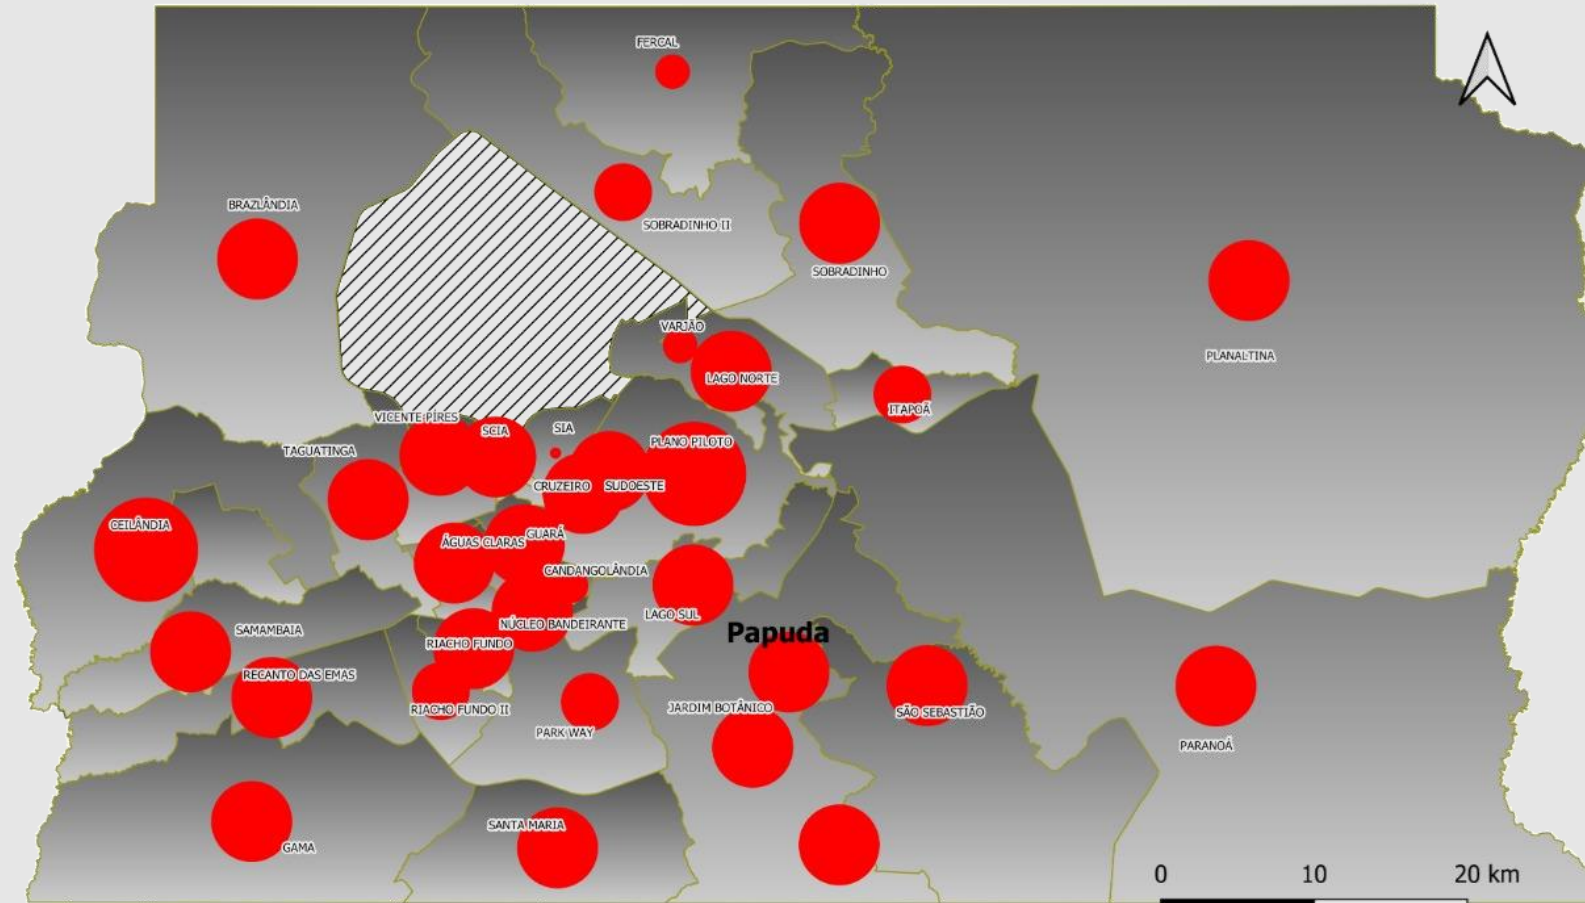 FERCAL
BRAZLÂNDIA
SOBRADINHO II
SOBRADINHO
VARJÃO
PLANALTINA
LAGO NORTE
ITAPOÃ
VICENTE PIRES
SCIA
SIA
PLANO PILOTO
TAGUATINGA
CRUZEIRO
SUDOESTE
CEILÂNDIA
ÁGUAS CLARAS
GUARÁ
CANDANGOLÂNDIA
LAGO SUL
NÚCLEO BANDEIRANTE
SAMAMBAIA
Papuda
RIACHO FUNDO
RECANTO DAS EMAS
RIACHO FUNDO II
JARDIM BOTÂNICO
SÃO SEBASTIÃO
PARK WAY
PARANOÁ
SANTA MARIA
GAMA
0 10 20 km